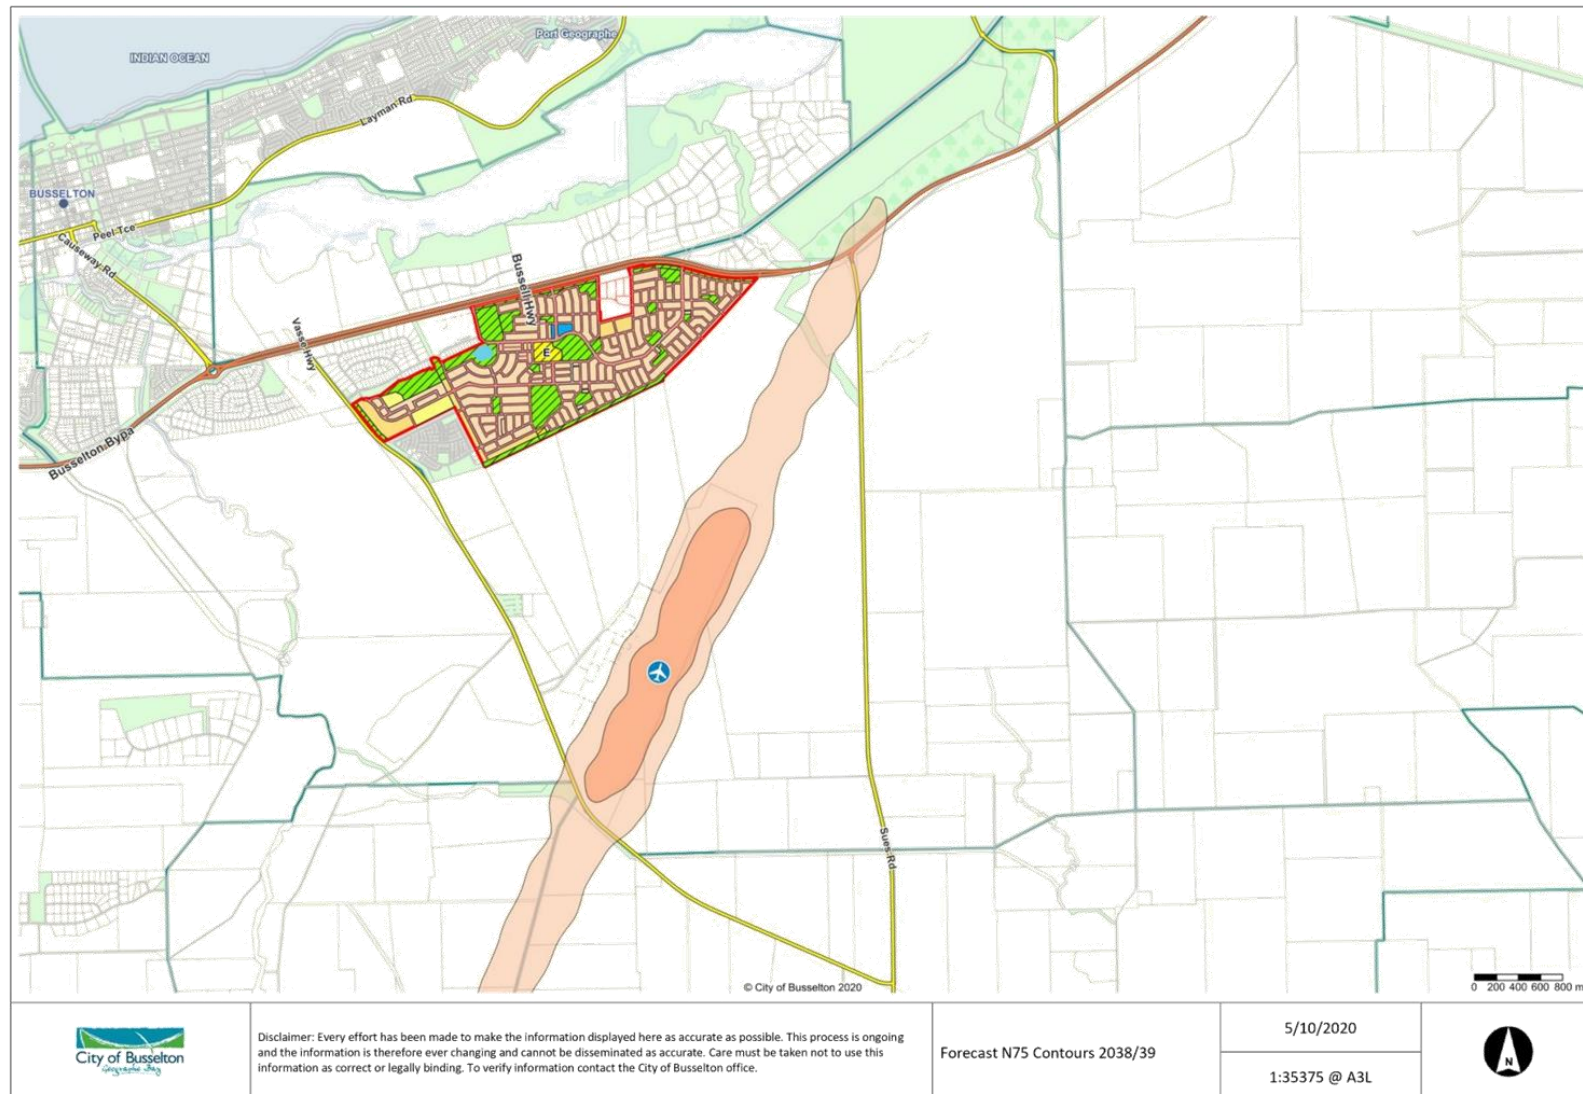 INDIAN OCEAN
Port Geographe
Layman Rd
BUSSELTON
Peel Tce
Causeway Rd
Bussell Hwy
Vasse Hwy
E
Busselton Bypa
Sues Rd
© City of Busselton 2020
0 200 400 600 800 m
City of Busselton
Geographe Bay
Disclaimer: Every effort has been made to make the information displayed here as accurate as possible. This process is ongoing
and the information is therefore ever changing and cannot be disseminated as accurate. Care must be taken not to use this
information as correct or legally binding. To verify information contact the City of Busselton office.
Forecast N75 Contours 2038/39
5/10/2020
1:35375 @ A3L
N